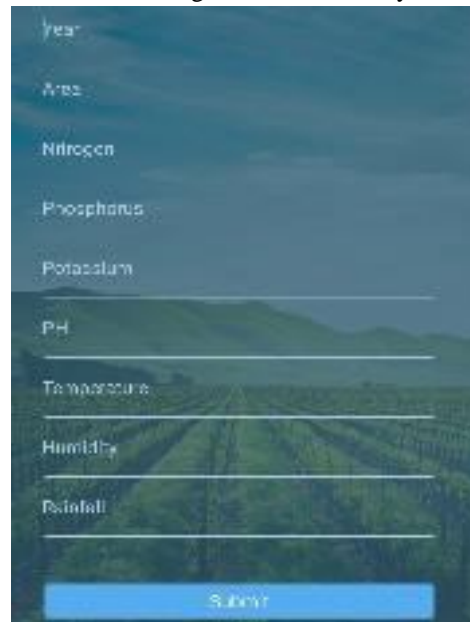 Year
Area
Nitrogen
Phosphorus
Potassium
PH
Temperature
Humidity
Rainfall
Submit